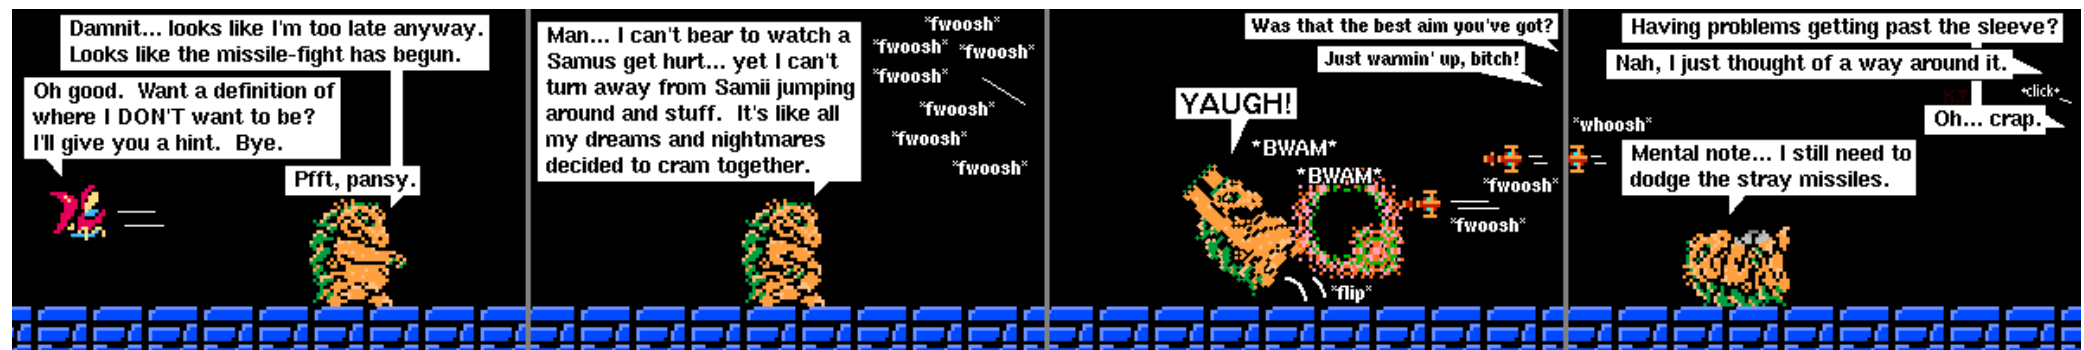 Damnit... looks like I'm too late anyway.
Looks like the missile-fight has begun.
Oh good. Want a definition of
where I DON'T want to be?
I'll give you a hint. Bye.
Pfft, pansy.
Man... I can't bear to watch a
Samus get hurt... yet I can't
turn away from Samii jumping
around and stuff. It's like all
my dreams and nightmares
decided to cram together.
*fwoosh*
*fwoosh* *fwoosh*
*fwoosh*
*fwoosh*
*fwoosh*
*fwoosh*
Was that the best aim you've got?
Just warmin' up, bitch!
YAUGH!
*BWAM*
*BWAM*
*fwoosh*
*fwoosh*
*flip*
Having problems getting past the sleeve?
Nah, I just thought of a way around it.
*click*
Oh... crap.
*whoosh*
Mental note... I still need to
dodge the stray missiles.